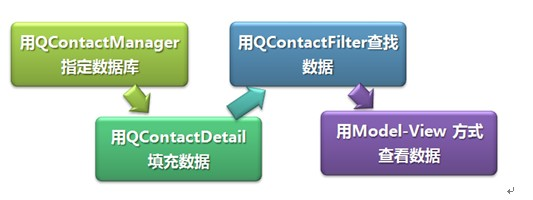 用QContactManager
指定数据库
用QContactDetail
填充数据
用QContactFilter查找
数据
用Model-View 方式
查看数据